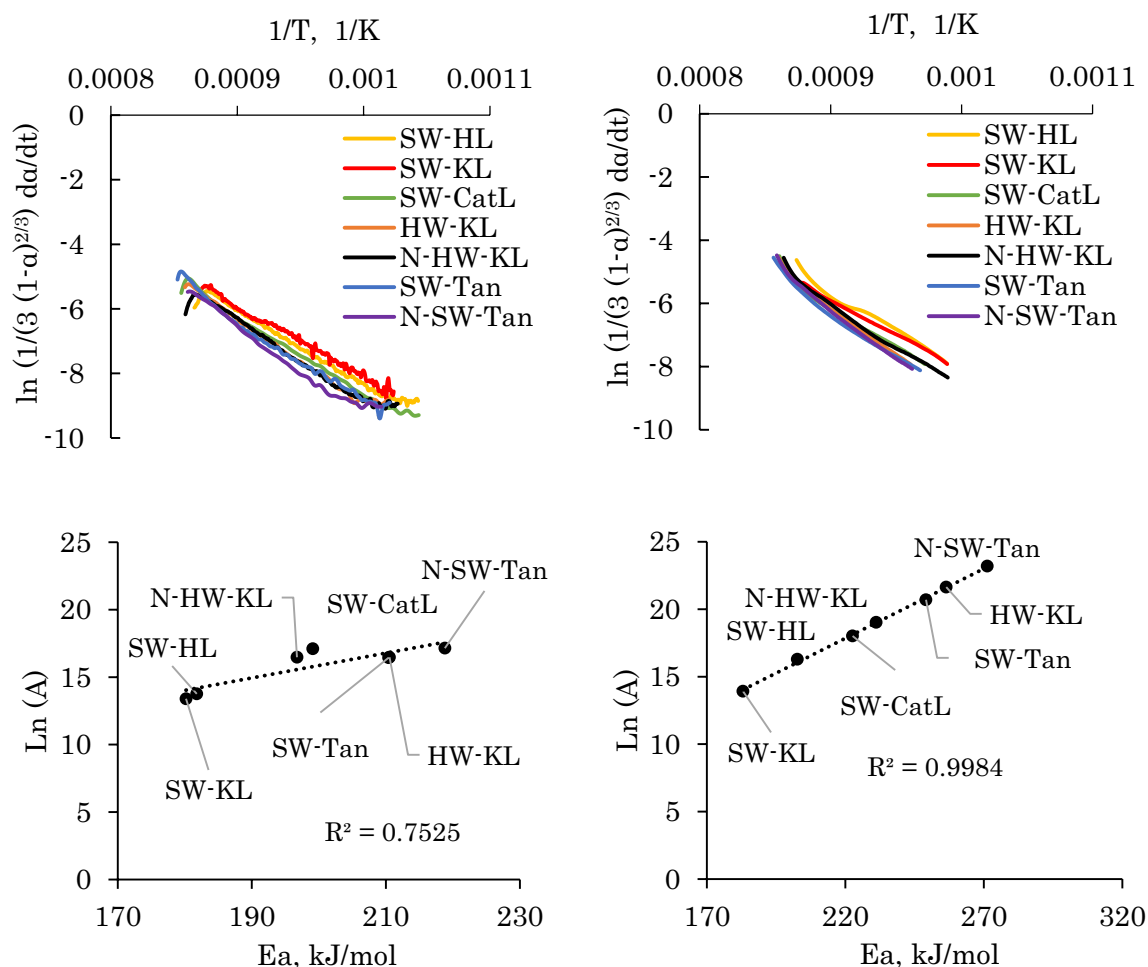 1/T, 1/K
0.0008 0.0009 0.001 0.0011
0
-2
-4
-6
-8
-10
ln (1/(3 (1-α)^{2/3}) dα/dt)
SW-HL
SW-KL
SW-CatL
HW-KL
N-HW-KL
SW-Tan
N-SW-Tan
1/T, 1/K
0.0008 0.0009 0.001 0.0011
0
-2
-4
-6
-8
-10
ln (1/(3 (1-α)^{2/3}) dα/dt)
SW-HL
SW-KL
SW-CatL
HW-KL
N-HW-KL
SW-Tan
N-SW-Tan
25
20
15
10
5
0
Ln (A)
N-SW-Tan
N-HW-KL
SW-CatL
SW-HL
SW-Tan
HW-KL
SW-KL
R² = 0.7525
170 190 210 230
Ea, kJ/mol
25
20
15
10
5
0
Ln (A)
N-SW-Tan
N-HW-KL
HW-KL
SW-HL
SW-Tan
SW-CatL
SW-KL
R² = 0.9984
170 220 270 320
Ea, kJ/mol